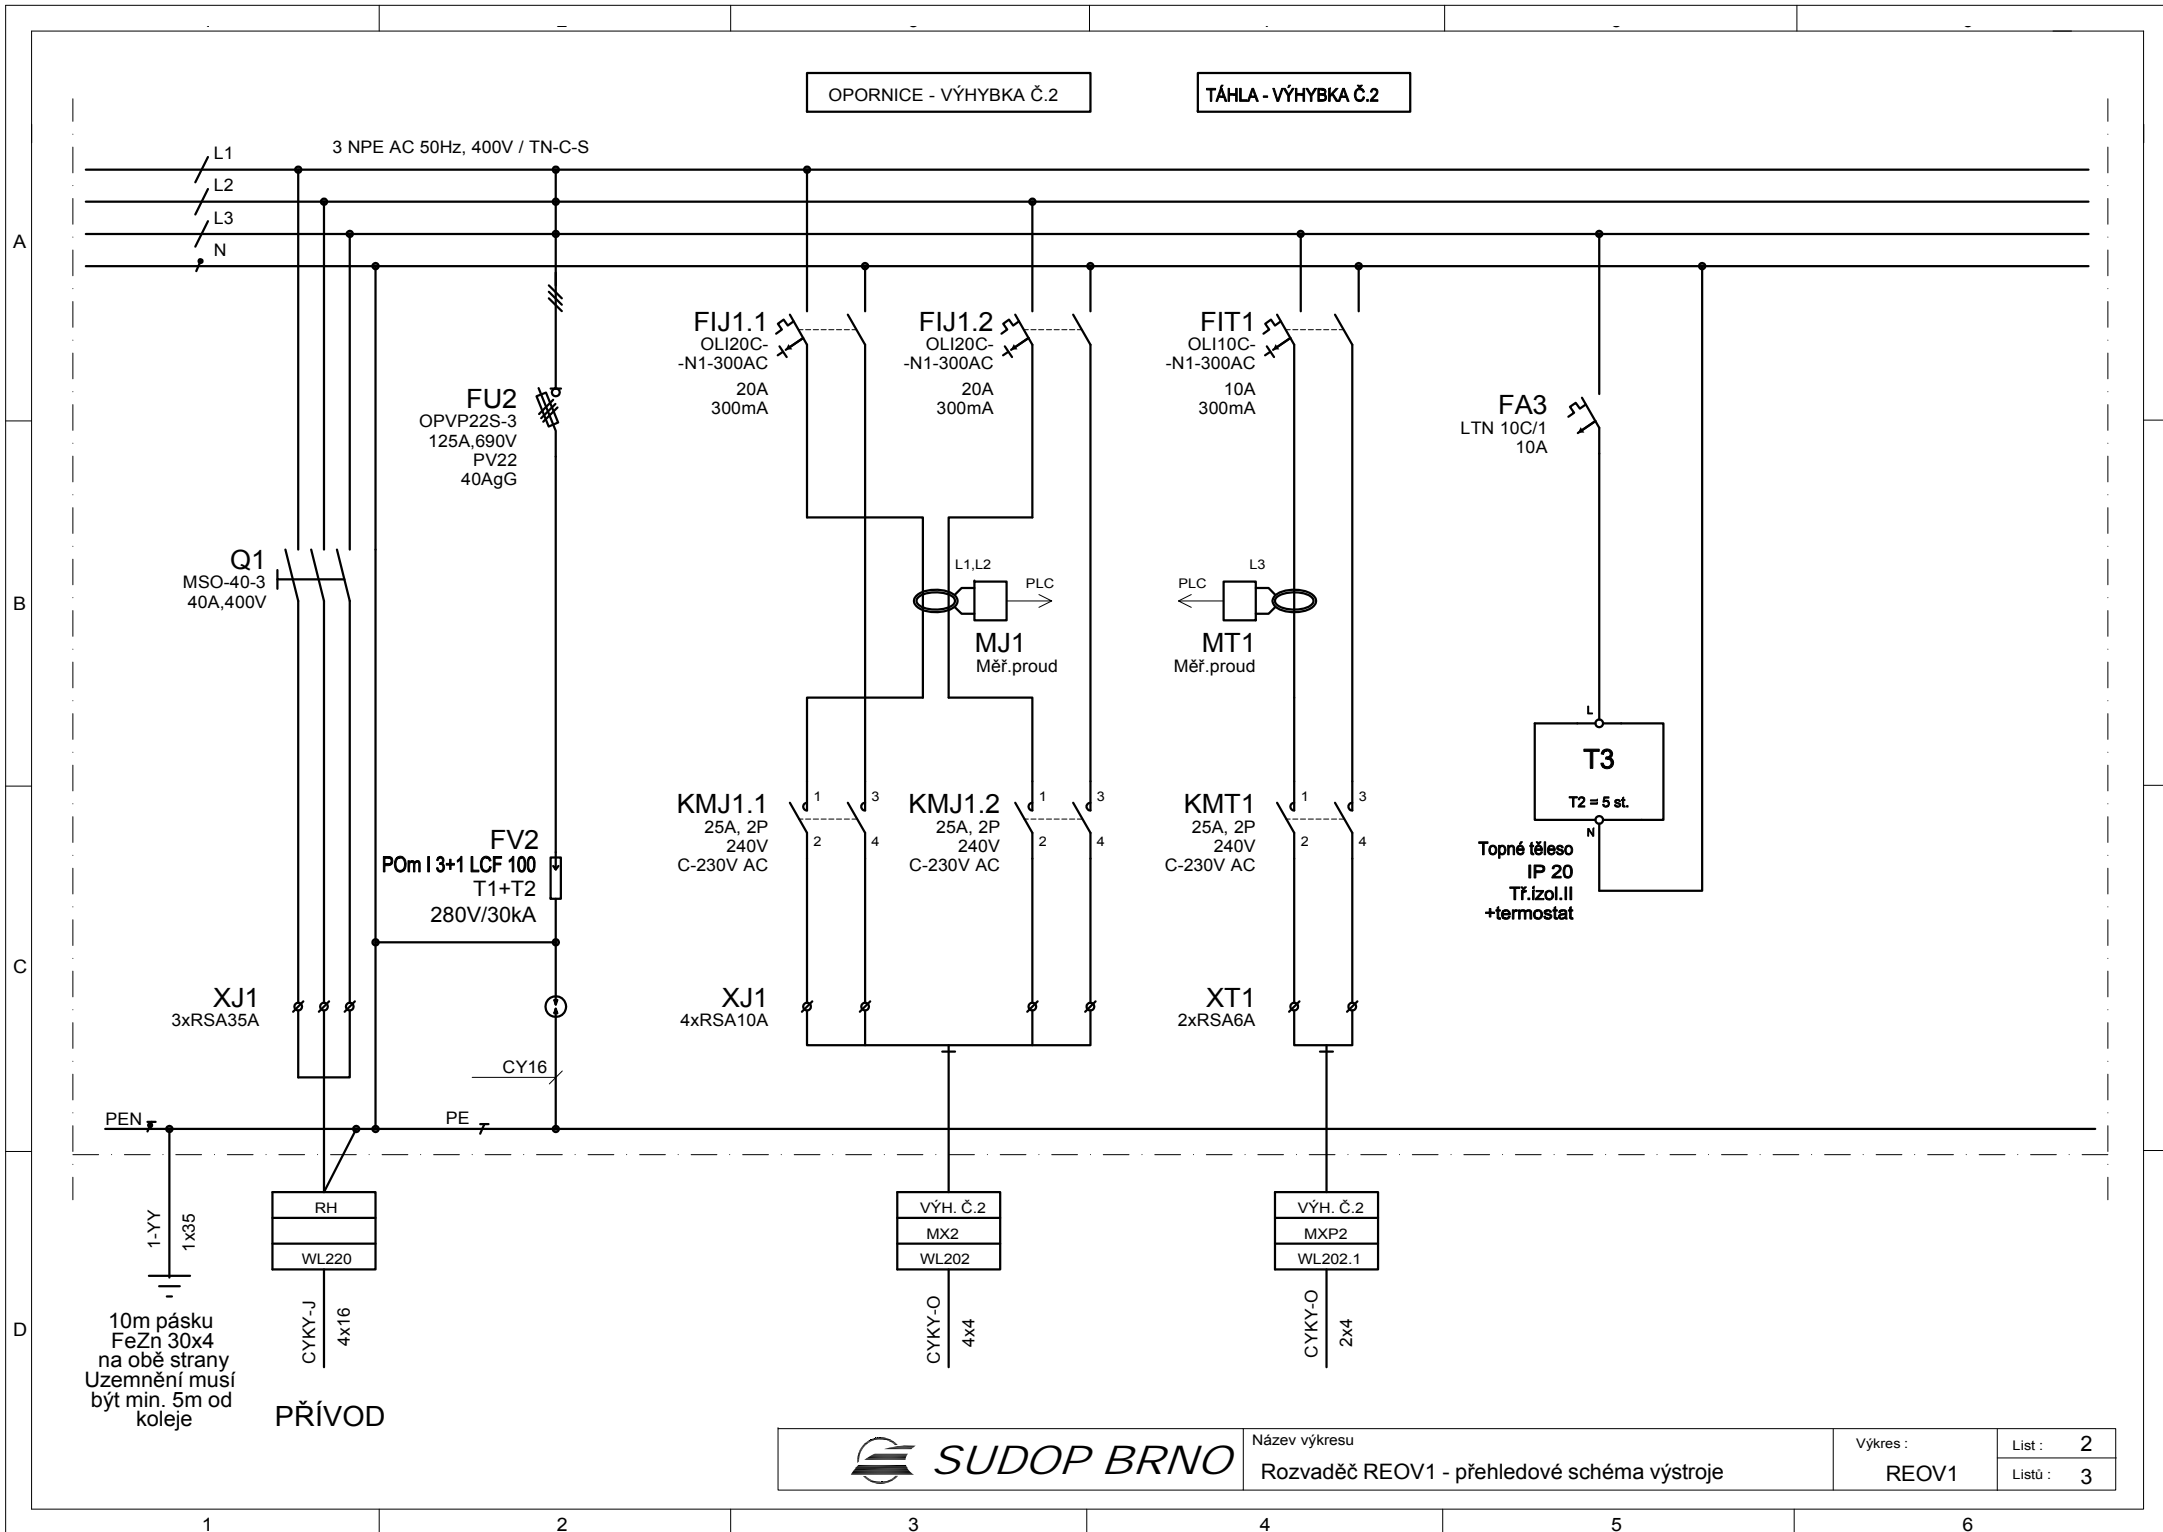 OPORNICE - VÝHYBKA Č.2
TÁHLA - VÝHYBKA Č.2
3 NPE AC 50Hz, 400V / TN-C-S
L1
L2
L3
N
A
B
C
D
Q1
MSO-40-3
40A,400V
FU2
OPVP22S-3
125A,690V
PV22
40AgG
FIJ1.1
OLI20C-
-N1-300AC
20A
300mA
FIJ1.2
OLI20C-
-N1-300AC
20A
300mA
FIT1
OLI10C-
-N1-300AC
10A
300mA
FA3
LTN 10C/1
10A
L1,L2
PLC
MJ1
Měř.proud
L3
PLC
MT1
Měř.proud
L
T3
T2 = 5 st.
N
Topné těleso
IP 20
Tř.izol.II
+termostat
FV2
POm I 3+1 LCF 100
T1+T2
280V/30kA
KMJ1.1
25A, 2P
240V
C-230V AC
1
3
2
4
KMJ1.2
25A, 2P
240V
C-230V AC
1
3
2
4
KMT1
25A, 2P
240V
C-230V AC
1
3
2
4
XJ1
3xRSA35A
XJ1
4xRSA10A
XT1
2xRSA6A
CY16
PEN
PE
1-YY
1x35
RH
WL220
CYKY-J
4x16
VÝH. Č.2
MX2
WL202
CYKY-O
4x4
VÝH. Č.2
MXP2
WL202.1
CYKY-O
2x4
10m pásku
FeZn 30x4
na obě strany
Uzemnění musí
být min. 5m od
koleje
PŘÍVOD
SUDOP BRNO
Název výkresu
Rozvaděč REOV1 - přehledové schéma výstroje
Výkres :
REOV1
List : 2
Listů : 3
1
2
3
4
5
6